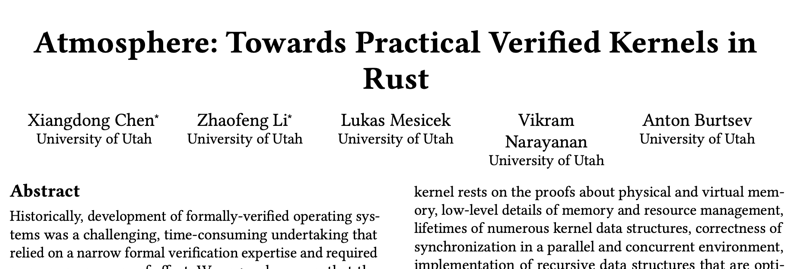 Atmosphere: Towards Practical Verified Kernels in
Rust
Xiangdong Chen*
University of Utah
Zhaofeng Li*
University of Utah
Lukas Mesicek
University of Utah
Vikram
Narayanan
University of Utah
Anton Burtsev
University of Utah
Abstract
Historically, development of formally-verified operating sys-
tems was a challenging, time-consuming undertaking that
relied on a narrow formal verification expertise and required
kernel rests on the proofs about physical and virtual mem-
ory, low-level details of memory and resource management,
lifetimes of numerous kernel data structures, correctness of
synchronization in a parallel and concurrent environment,
implementation of recursive data structures that are opti-